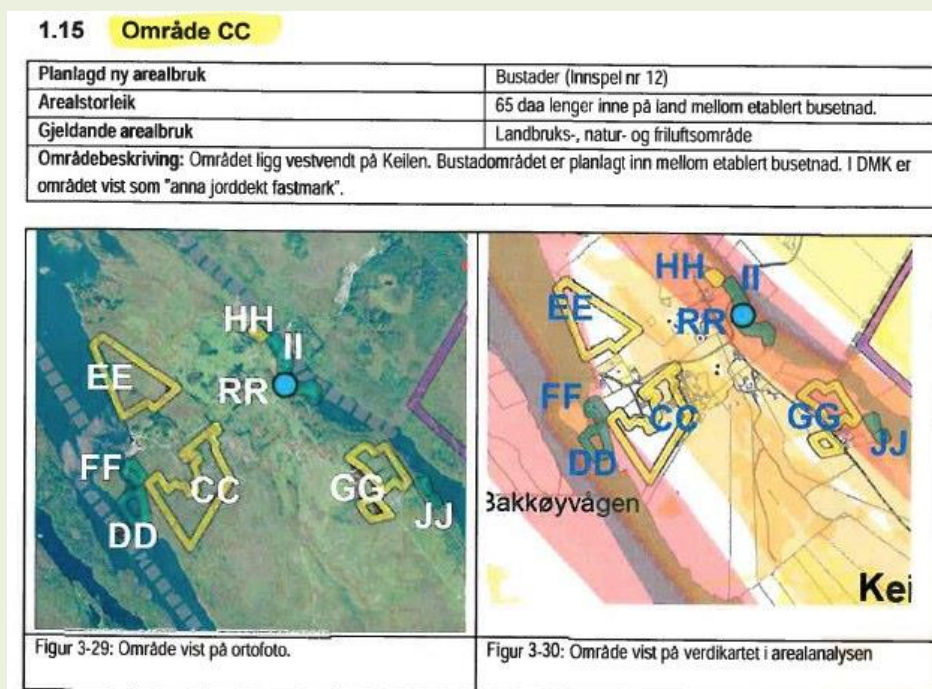 1.15 Område CC
Planlagd ny arealbruk
Bustader (Innspel nr 12)
Arealstorleik
65 daa lenger inne på land mellom etablert busetnad.
Gjeldande arealbruk
Landbruks-, natur- og friluftsområde
Områdebeskriving: Området ligg vestvendt på Keilen. Bustadområdet er planlagt inn mellom etablert busetnad. I DMK er
området vist som "anna jorddekt fastmark".
HH
II
EE
RR
FF
CC
GG
DD
JJ
HH
II
EE
RR
FF
CC
GG
DD
JJ
Bakkøyvågen
Kei
Figur 3-29: Område vist på ortofoto.
Figur 3-30: Område vist på verdikartet i arealanalysen